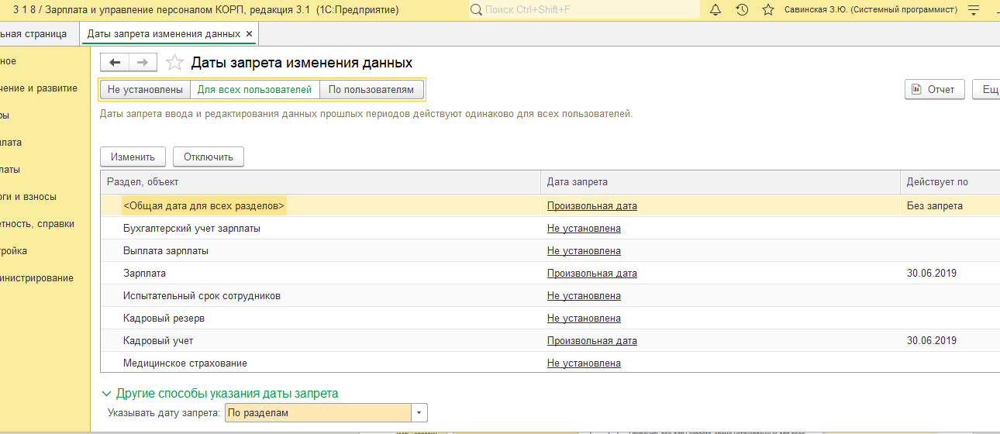 3 1 8 / Зарплата и управление персоналом КОРП, редакция 3.1 (1С:Предприятие)
Поиск Ctrl+Shift+F
Савинская З.Ю. (Системный программист)
ьная страница
Даты запрета изменения данных ×
ное
чение и развитие
ры
лата
латы
оги и взносы
етность, справки
тройка
министрирование
Даты запрета изменения данных
Не установлены Для всех пользователей По пользователям
Отчет Ещ
Даты запрета ввода и редактирования данных прошлых периодов действуют одинаково для всех пользователей.
Изменить Отключить
Раздел, объект Дата запрета Действует по
<Общая дата для всех разделов> Произвольная дата Без запрета
Бухгалтерский учет зарплаты Не установлена
Выплата зарплаты Не установлена
Зарплата Произвольная дата 30.06.2019
Испытательный срок сотрудников Не установлена
Кадровый резерв Не установлена
Кадровый учет Произвольная дата 30.06.2019
Медицинское страхование Не установлена
Другие способы указания даты запрета
Указывать дату запрета: По разделам